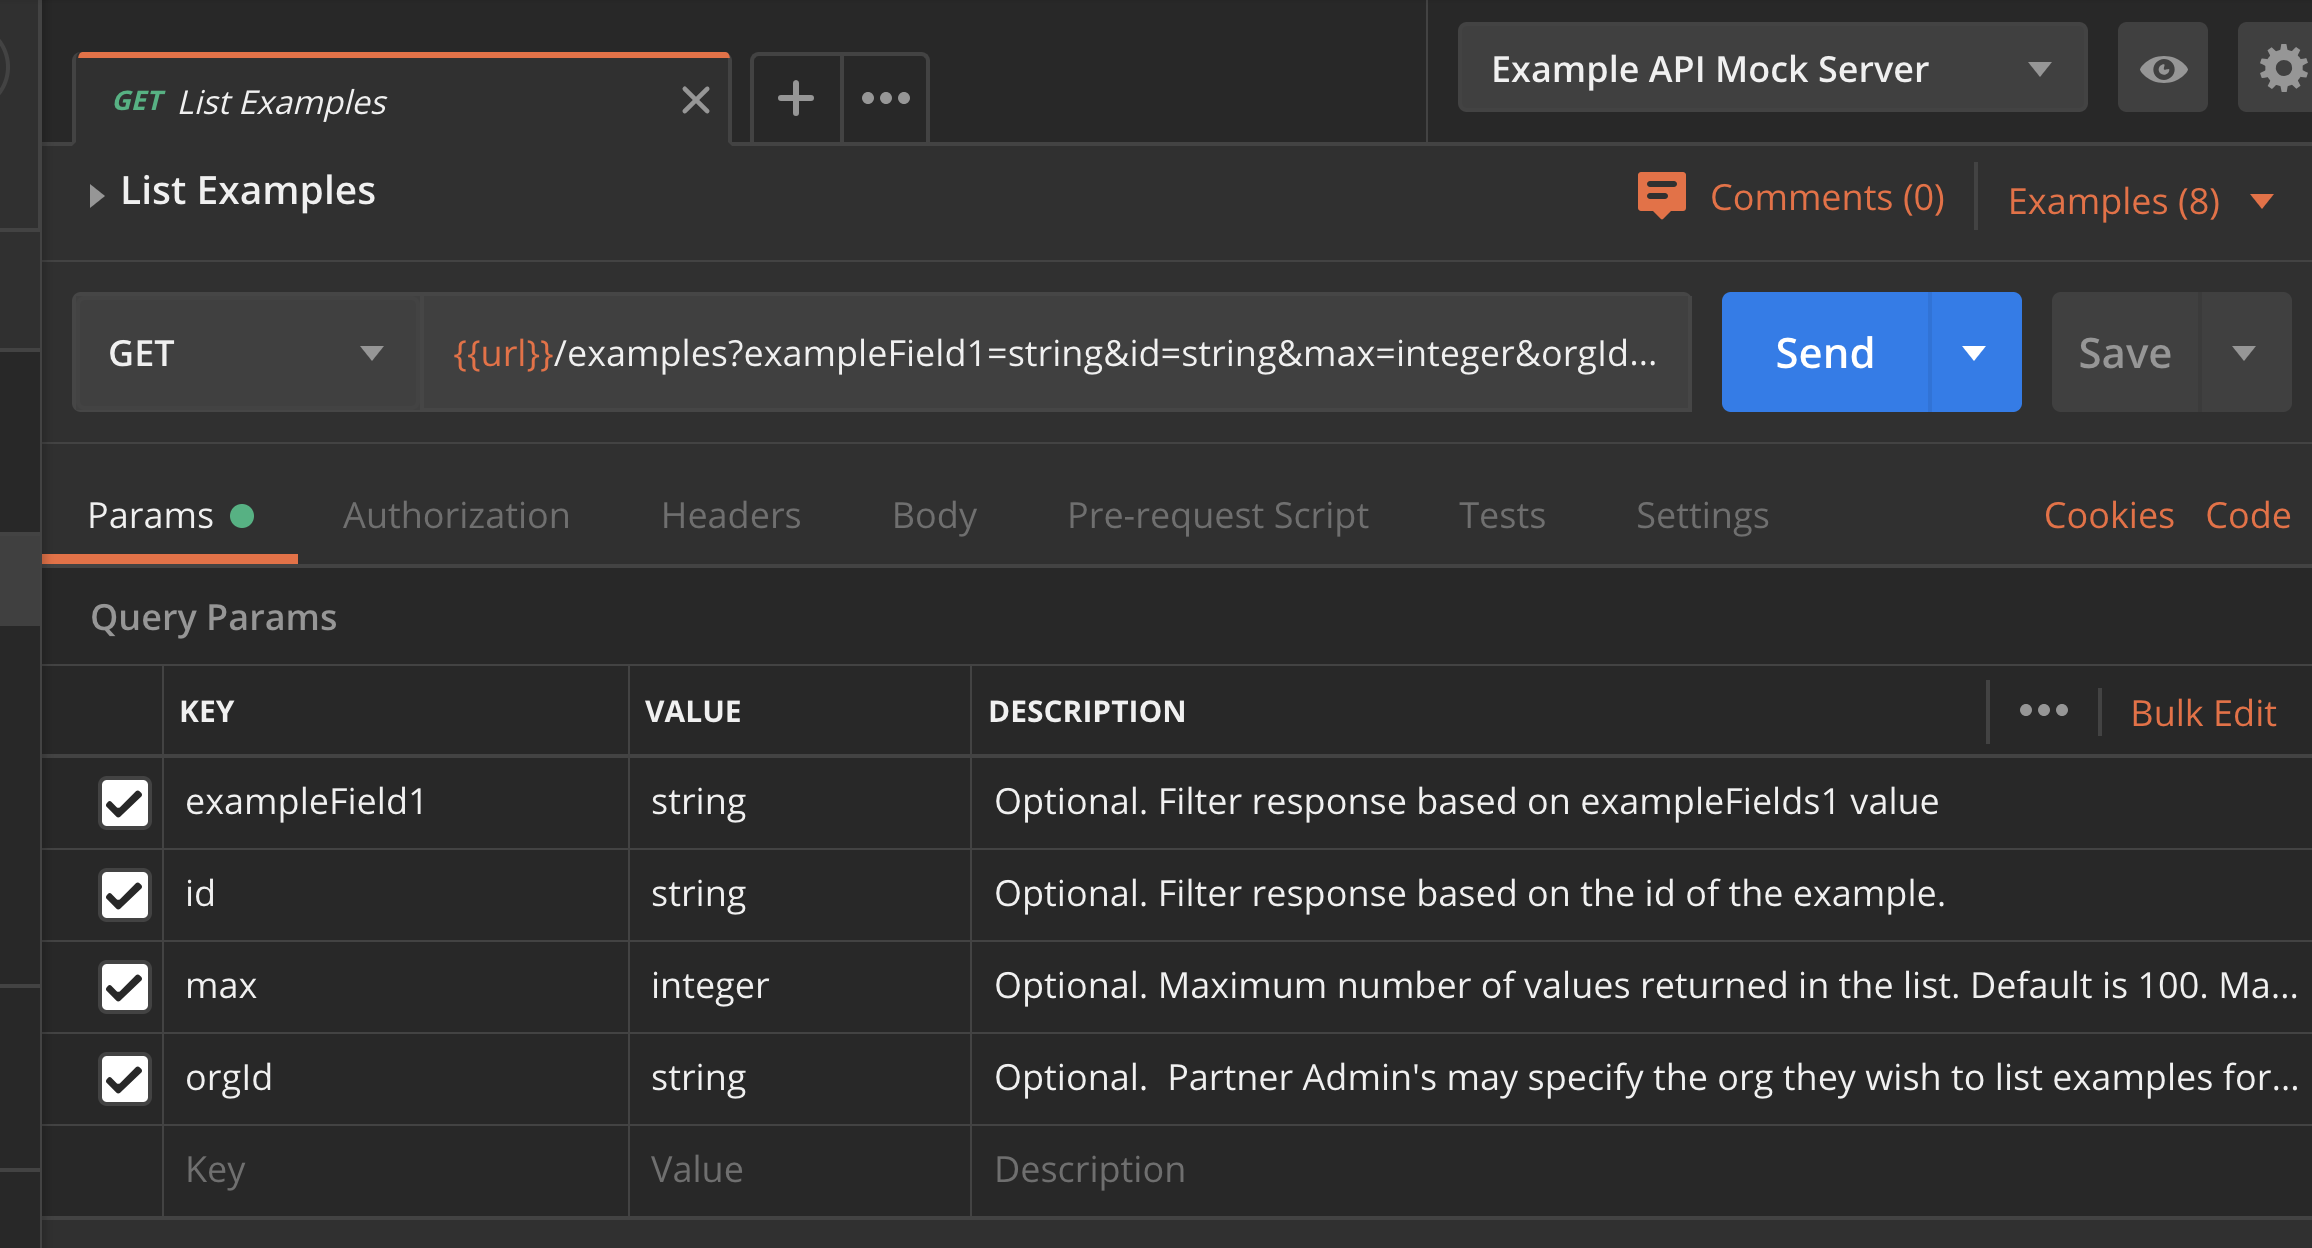 GET List Examples
Example API Mock Server
List Examples
Comments (0) Examples (8)
GET {{url}}/examples?exampleField1=string&id=string&max=integer&orgId... Send Save
Params Authorization Headers Body Pre-request Script Tests Settings Cookies Code
Query Params
KEY VALUE DESCRIPTION Bulk Edit
exampleField1 string Optional. Filter response based on exampleFields1 value
id string Optional. Filter response based on the id of the example.
max integer Optional. Maximum number of values returned in the list. Default is 100. Ma...
orgId string Optional.  Partner Admin's may specify the org they wish to list examples for...
Key Value Description